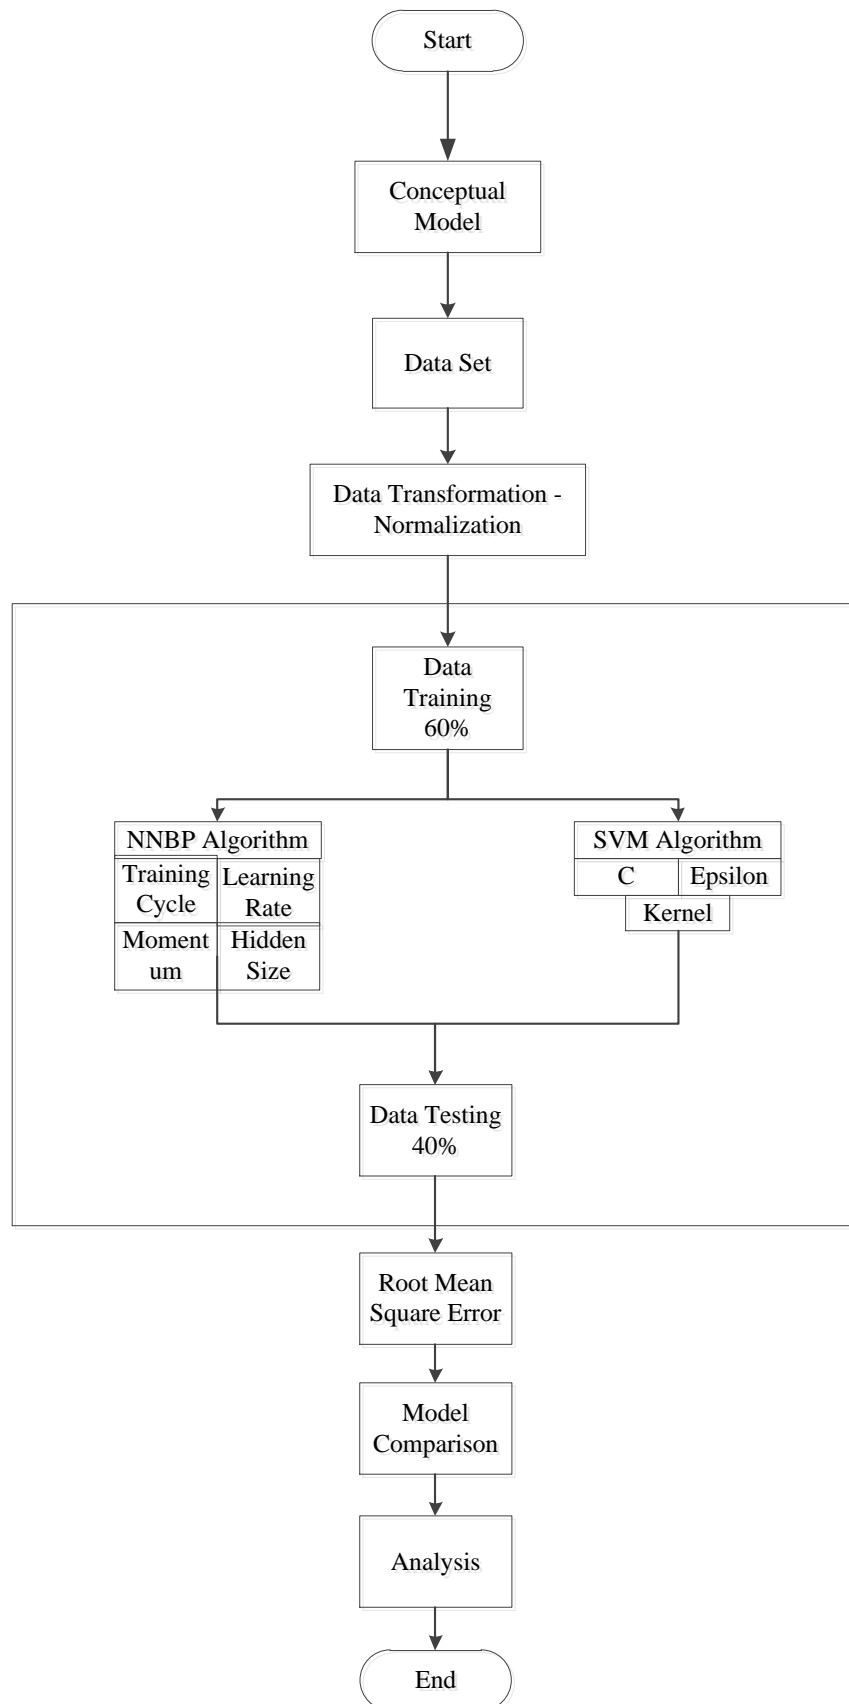 Start
Conceptual
Model
Data Set
Data Transformation -
Normalization
Data
Training
60%
NNBP Algorithm
Training
Cycle
Learning
Rate
Moment
um
Hidden
Size
SVM Algorithm
C
Epsilon
Kernel
Data Testing
40%
Root Mean
Square Error
Model
Comparison
Analysis
End